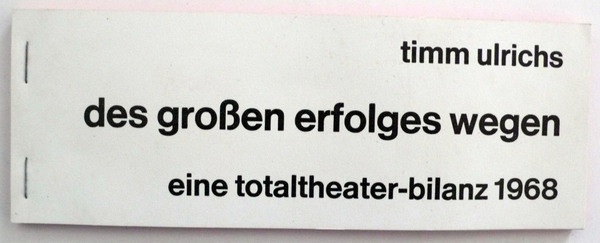 timm ulrichs
des großen erfolges wegen
eine totaltheater-bilanz 1968